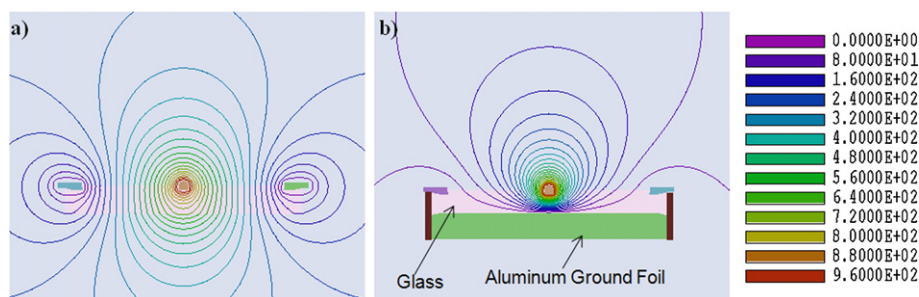 a)
b)
Glass
Aluminum Ground Foil
0.0000E+00
8.0000E+01
1.6000E+02
2.4000E+02
3.2000E+02
4.0000E+02
4.8000E+02
5.6000E+02
6.4000E+02
7.2000E+02
8.0000E+02
8.8000E+02
9.6000E+02